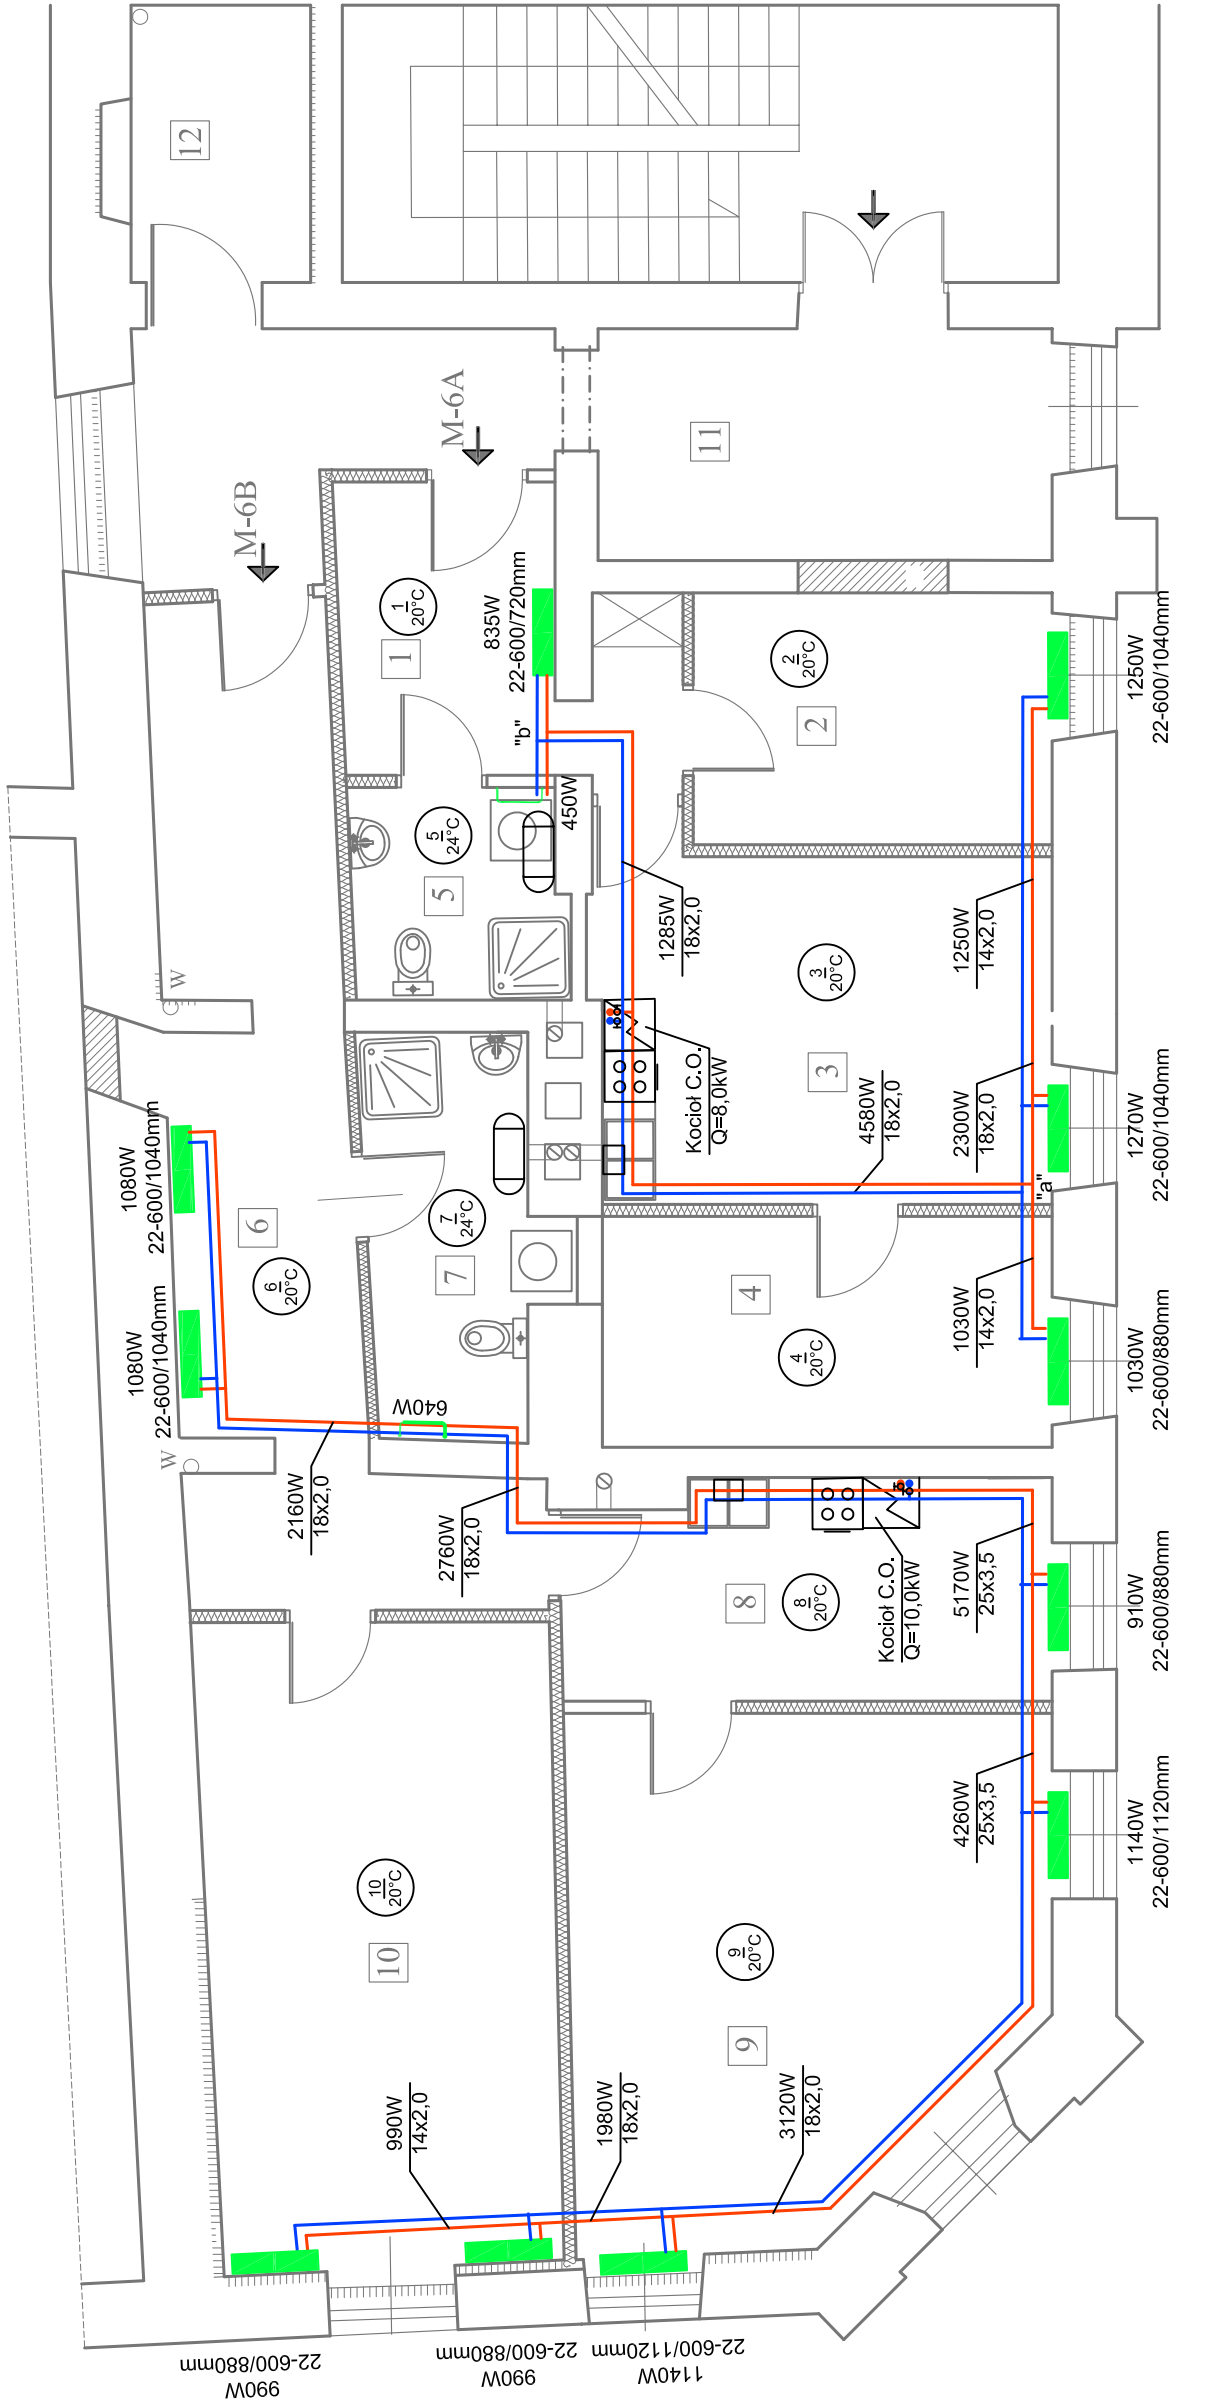 12
M-6A
M-6B
11
1
20°C
1
835W
22-600/720mm
"b"
2
20°C
2
1250W
22-600/1040mm
5
24°C
5
450W
1285W
18x2,0
1250W
14x2,0
3
20°C
3
W
Kocioł C.O.
Q=8,0kW
4580W
18x2,0
2300W
18x2,0
1270W
22-600/1040mm
"a"
1080W
22-600/1040mm
6
6
20°C
1080W
22-600/1040mm
7
24°C
7
640W
4
4
20°C
1030W
14x2,0
1030W
22-600/880mm
W
2160W
18x2,0
2760W
18x2,0
8
8
20°C
Kocioł C.O.
Q=10,0kW
5170W
25x3,5
910W
22-600/880mm
4260W
25x3,5
1140W
22-600/1120mm
10
20°C
10
9
20°C
9
990W
14x2,0
1980W
18x2,0
3120W
18x2,0
22-600/880mm
990W
22-600/880mm
990W
22-600/1120mm
1140W